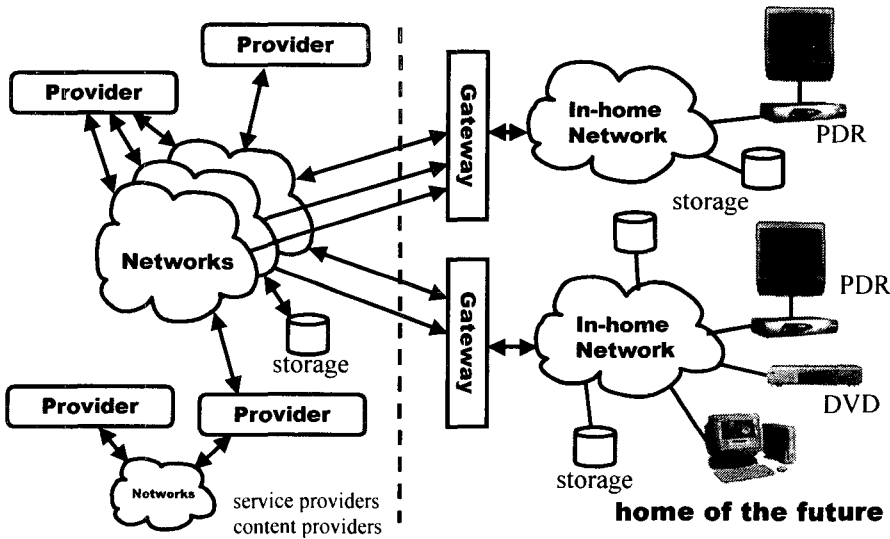 Provider
Provider
Networks
storage
Provider
Provider
Networks
service providers
content providers
Gateway
In-home
Network
PDR
storage
Gateway
In-home
Network
PDR
DVD
storage
home of the future